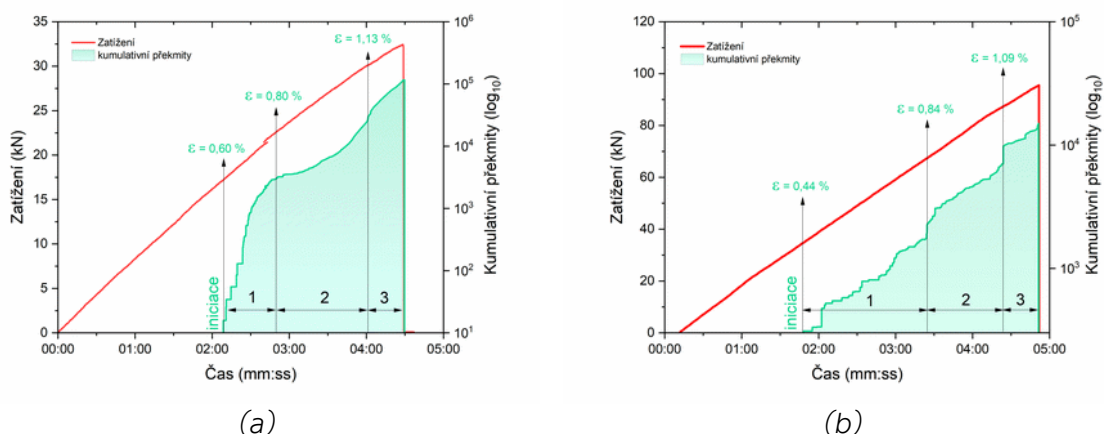 35
30
25
20
15
10
5
0
Zatížení (kN)
00:00
01:00
02:00
03:00
04:00
05:00
Čas (mm:ss)
10⁶
10⁵
10⁴
10³
10²
10¹
Kumulativní překmity (log₁₀)
Zatížení
kumulativní překmity
ε = 1,13 %
ε = 0,80 %
ε = 0,60 %
iniciace
1
2
3
(a)
120
100
80
60
40
20
0
Zatížení (kN)
00:00
01:00
02:00
03:00
04:00
05:00
Čas (mm:ss)
10⁵
10⁴
10³
Kumulativní překmity (log₁₀)
Zatížení
kumulativní překmity
ε = 1,09 %
ε = 0,84 %
ε = 0,44 %
iniciace
1
2
3
(b)